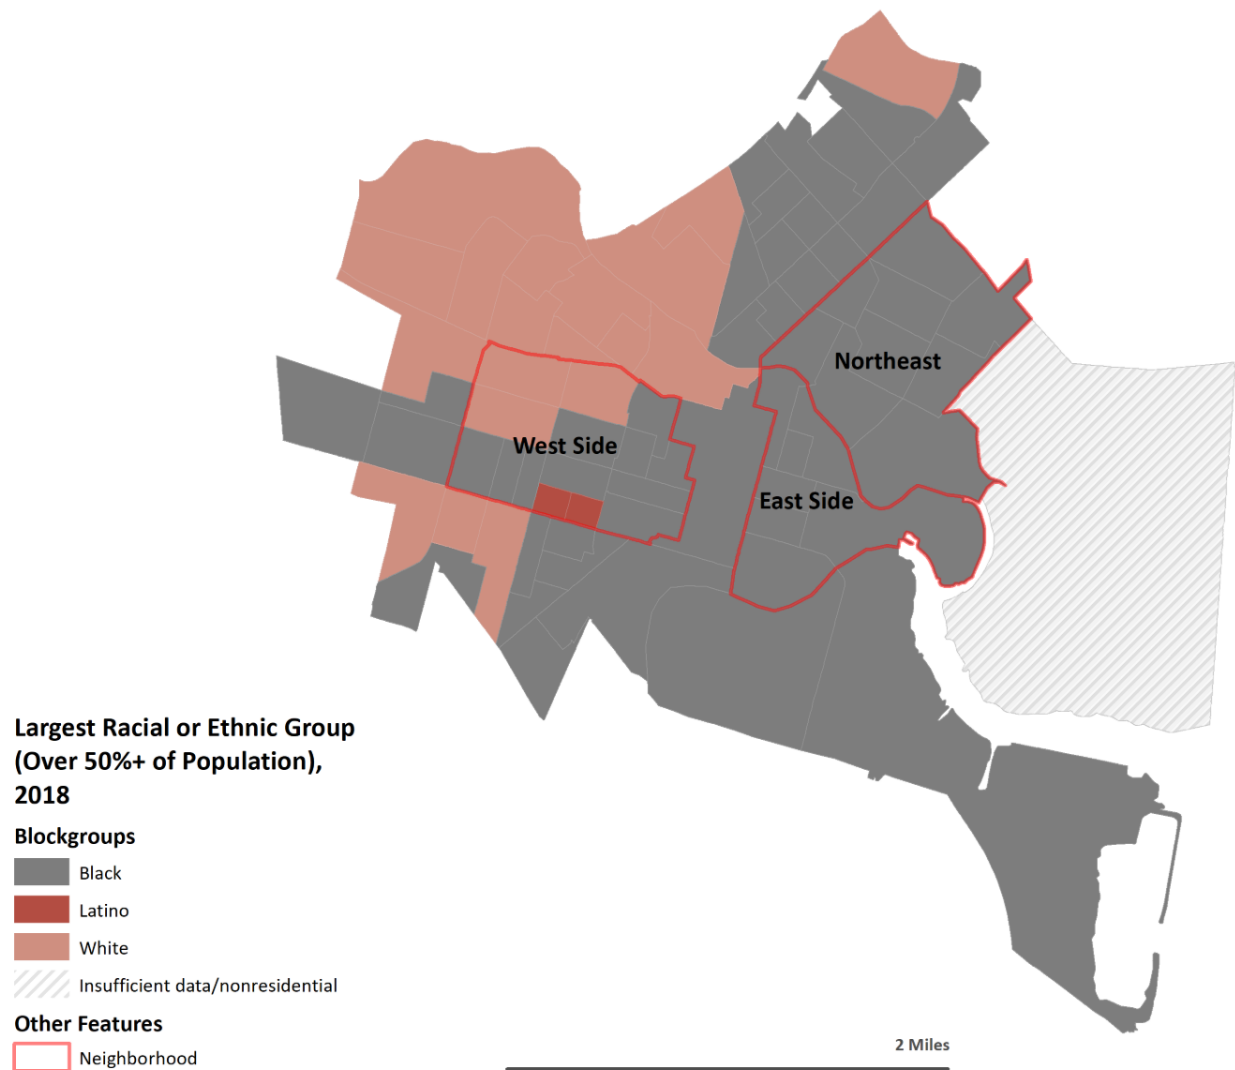 Northeast
West Side
East Side
Largest Racial or Ethnic Group
(Over 50%+ of Population),
2018
Blockgroups
Black
Latino
White
Insufficient data/nonresidential
Other Features
Neighborhood
2 Miles